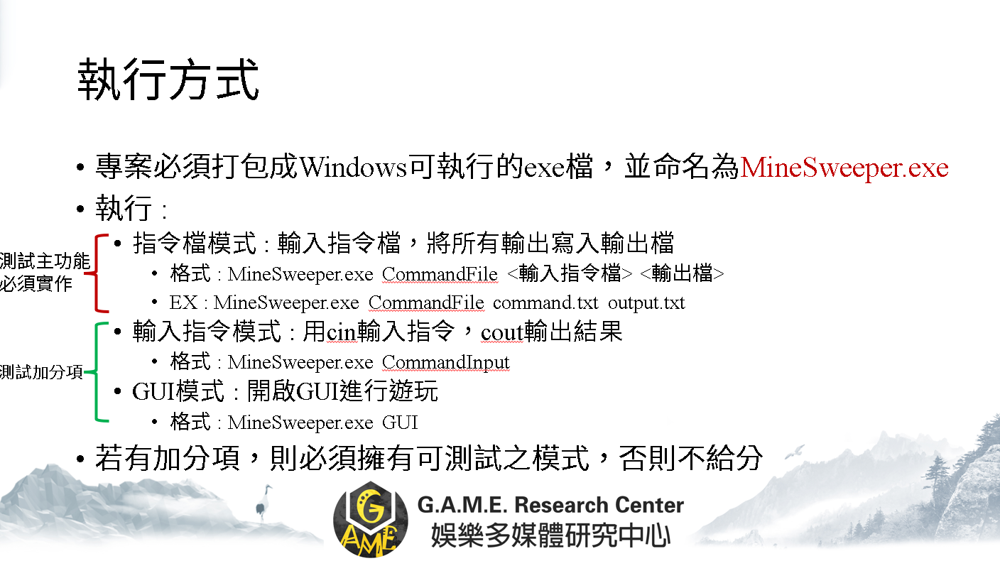 執行方式
• 專案必須打包成Windows可執行的exe檔，並命名為MineSweeper.exe
• 執行 :
測試主功能
必須實作
• 指令檔模式 : 輸入指令檔，將所有輸出寫入輸出檔
• 格式 : MineSweeper.exe CommandFile <輸入指令檔> <輸出檔>
• EX : MineSweeper.exe CommandFile command.txt output.txt
測試加分項
• 輸入指令模式 : 用cin輸入指令，cout輸出結果
• 格式 : MineSweeper.exe CommandInput
• GUI模式 : 開啟GUI進行遊玩
• 格式 : MineSweeper.exe GUI
• 若有加分項，則必須擁有可測試之模式，否則不給分
G
AME
G.A.M.E. Research Center
娛樂多媒體研究中心